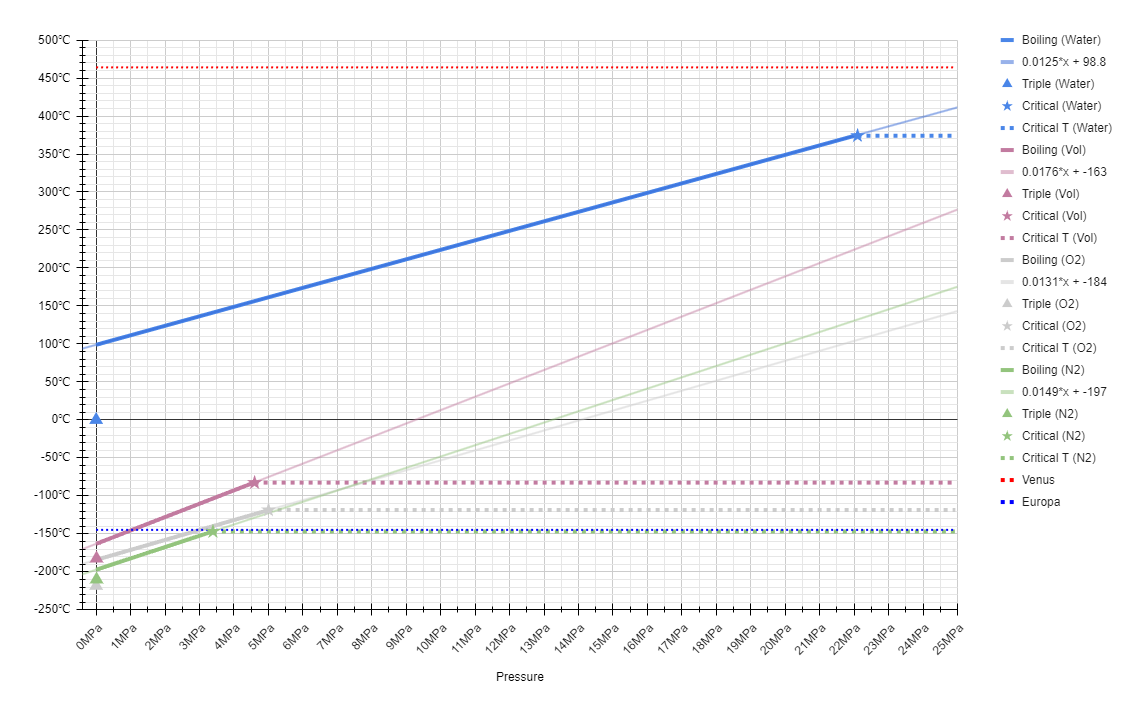 500°C
450°C
400°C
350°C
300°C
250°C
200°C
150°C
100°C
50°C
0°C
-50°C
-100°C
-150°C
-200°C
-250°C
0MPa
1MPa
2MPa
3MPa
4MPa
5MPa
6MPa
7MPa
8MPa
9MPa
10MPa
11MPa
12MPa
13MPa
14MPa
15MPa
16MPa
17MPa
18MPa
19MPa
20MPa
21MPa
22MPa
23MPa
24MPa
25MPa
Pressure
Boiling (Water)
0.0125*x + 98.8
Triple (Water)
Critical (Water)
Critical T (Water)
Boiling (Vol)
0.0176*x + -163
Triple (Vol)
Critical (Vol)
Critical T (Vol)
Boiling (O2)
0.0131*x + -184
Triple (O2)
Critical (O2)
Critical T (O2)
Boiling (N2)
0.0149*x + -197
Triple (N2)
Critical (N2)
Critical T (N2)
Venus
Europa